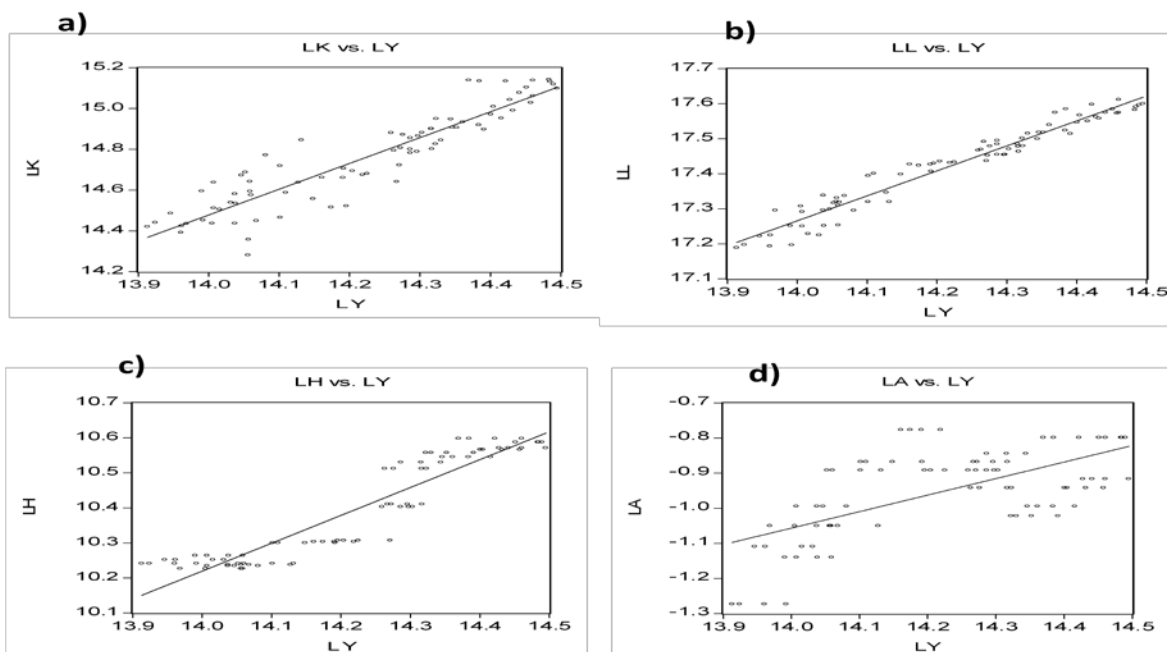 a)
LK vs. LY
15.2
15.0
14.8
14.6
14.4
14.2
LK
13.9 14.0 14.1 14.2 14.3 14.4 14.5
LY
b)
LL vs. LY
17.7
17.6
17.5
17.4
17.3
17.2
17.1
LL
13.9 14.0 14.1 14.2 14.3 14.4 14.5
LY
c)
LH vs. LY
10.7
10.6
10.5
10.4
10.3
10.2
10.1
LH
13.9 14.0 14.1 14.2 14.3 14.4 14.5
LY
d)
LA vs. LY
-0.7
-0.8
-0.9
-1.0
-1.1
-1.2
-1.3
LA
13.9 14.0 14.1 14.2 14.3 14.4 14.5
LY